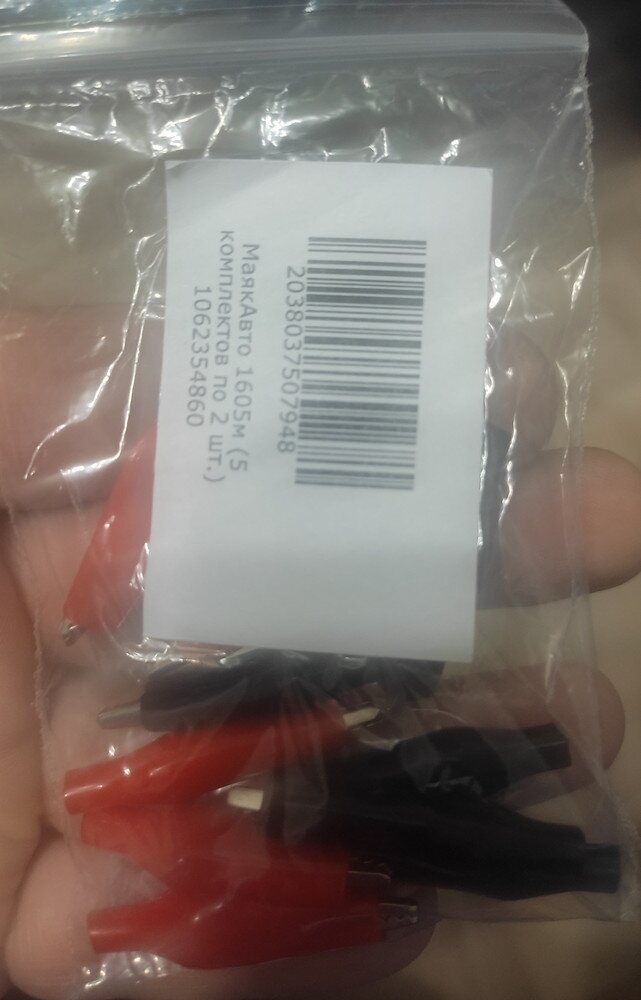 2038037507948
МаякАвто 1605м (5
комплектов по 2 шт.)
1062354860